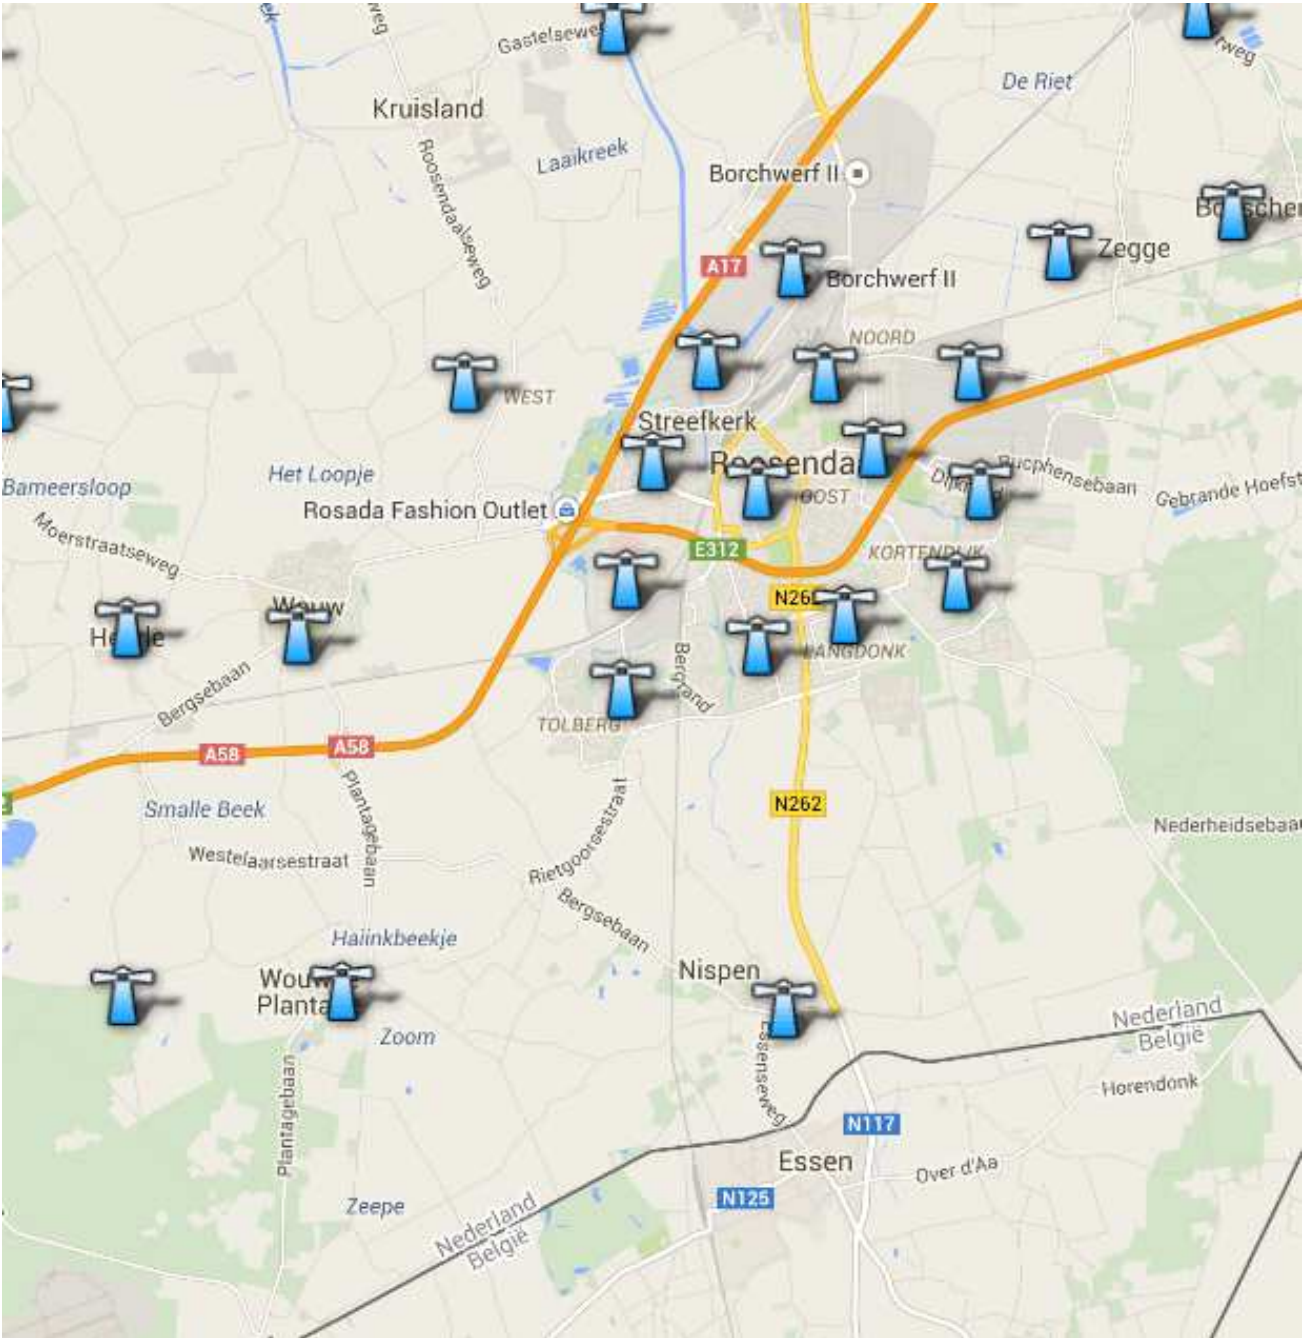 Gastelseweg
weg
De Riet
Kruisland
Laaikreek
Borchwerf II
Roosendaalseweg
Zegge
A17
Borchwerf II
NOORD
WEST
Streefkerk
Het Loopje
Bameersloop
OOST
Rucphensebaan
Gebrande Hoefst
Rosada Fashion Outlet
Moerstraatseweg
E312
KORTENDIJK
Wouw
LANGDONK
Bergrand
Bergsebaan
TOLBERG
A58
A58
N262
Smalle Beek
Plantagebaan
Nederheidsebaan
Westelaarsestraat
Rietgoorsestraat
Bergsebaan
Haiinkbeekje
Nispen
Zoom
Essenseweg
Nederland
België
Horendonk
Plantagebaan
N117
Essen
Over d'Aa
N125
Zeepe
Nederland
België